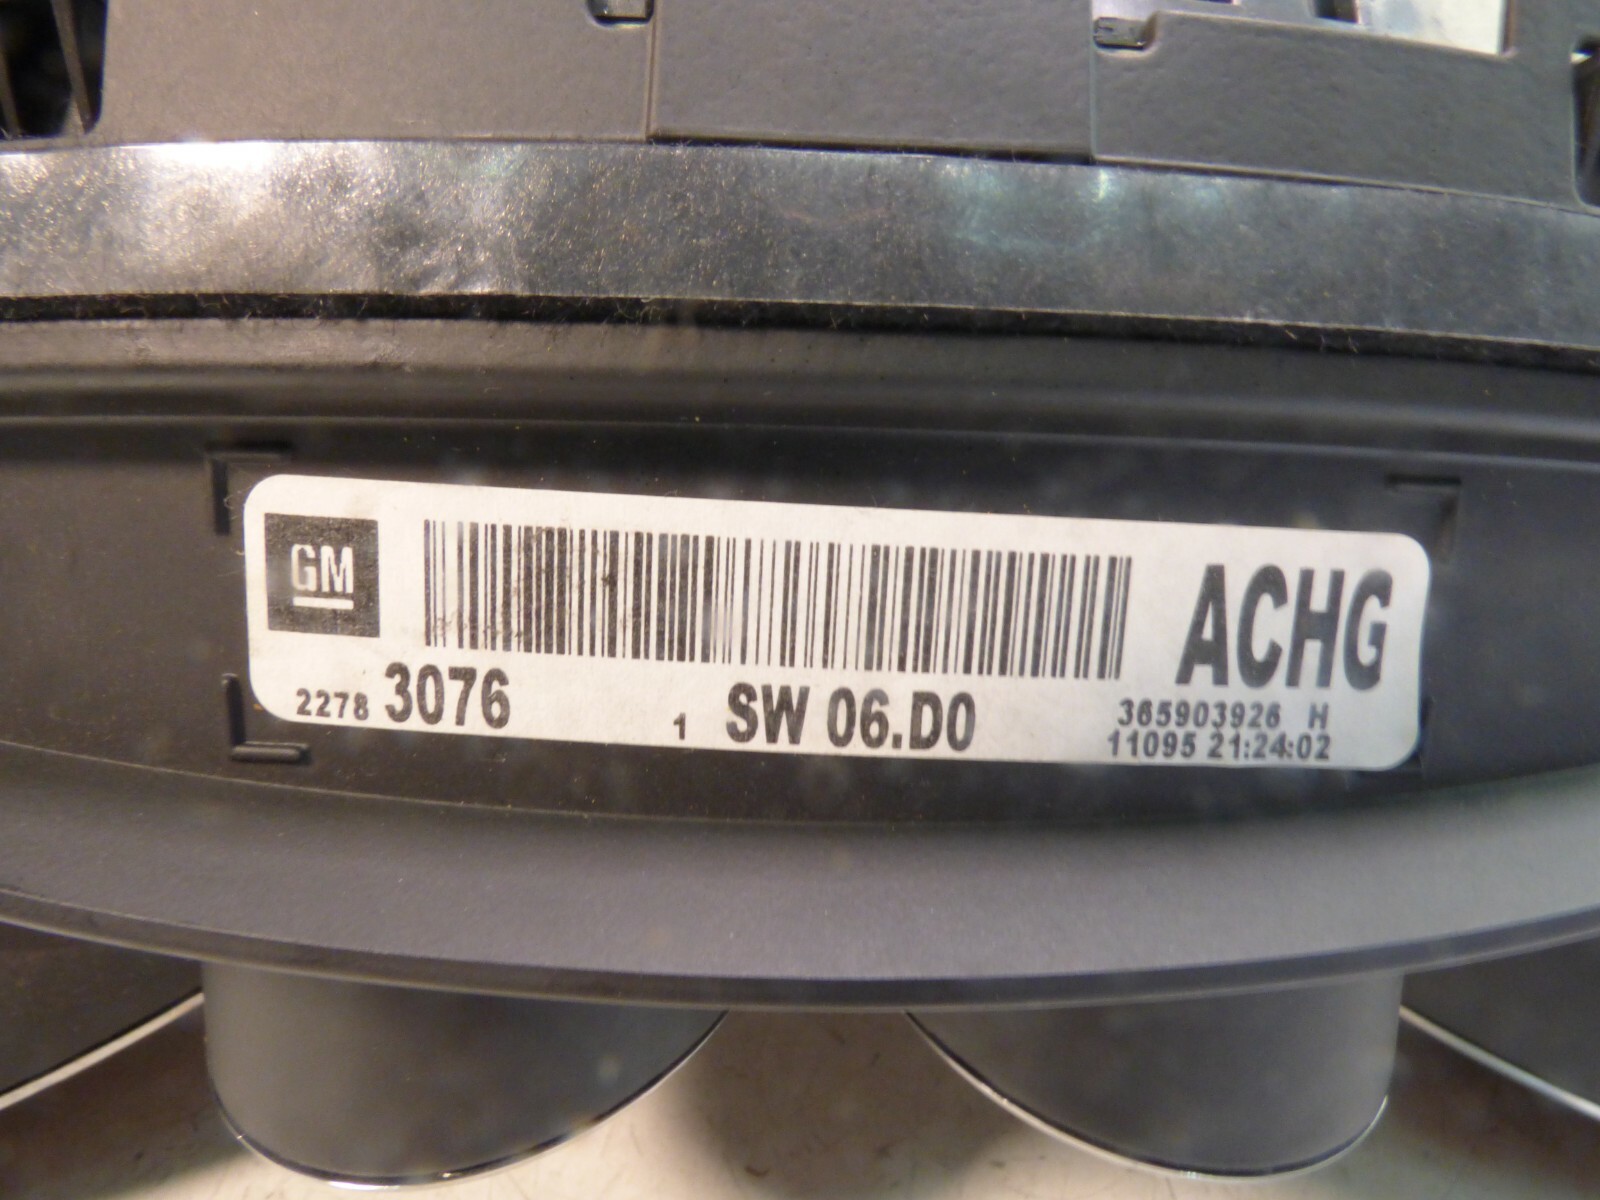 GM
ACHG
2278 3076
1 SW 06.D0
365903926 H
11095 21:24:02